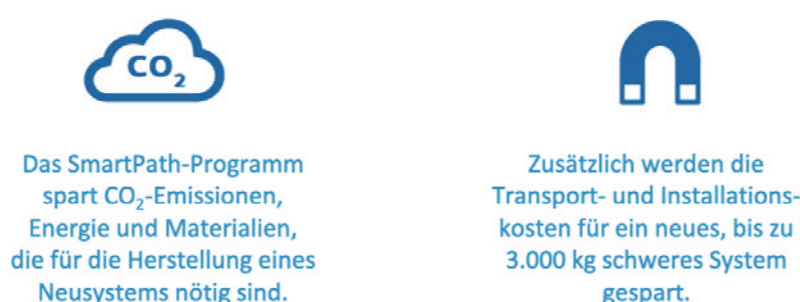 CO₂
Das SmartPath-Programm
spart CO₂-Emissionen,
Energie und Materialien,
die für die Herstellung eines
Neusystems nötig sind.
Zusätzlich werden die
Transport- und Installations-
kosten für ein neues, bis zu
3.000 kg schweres System
gespart.